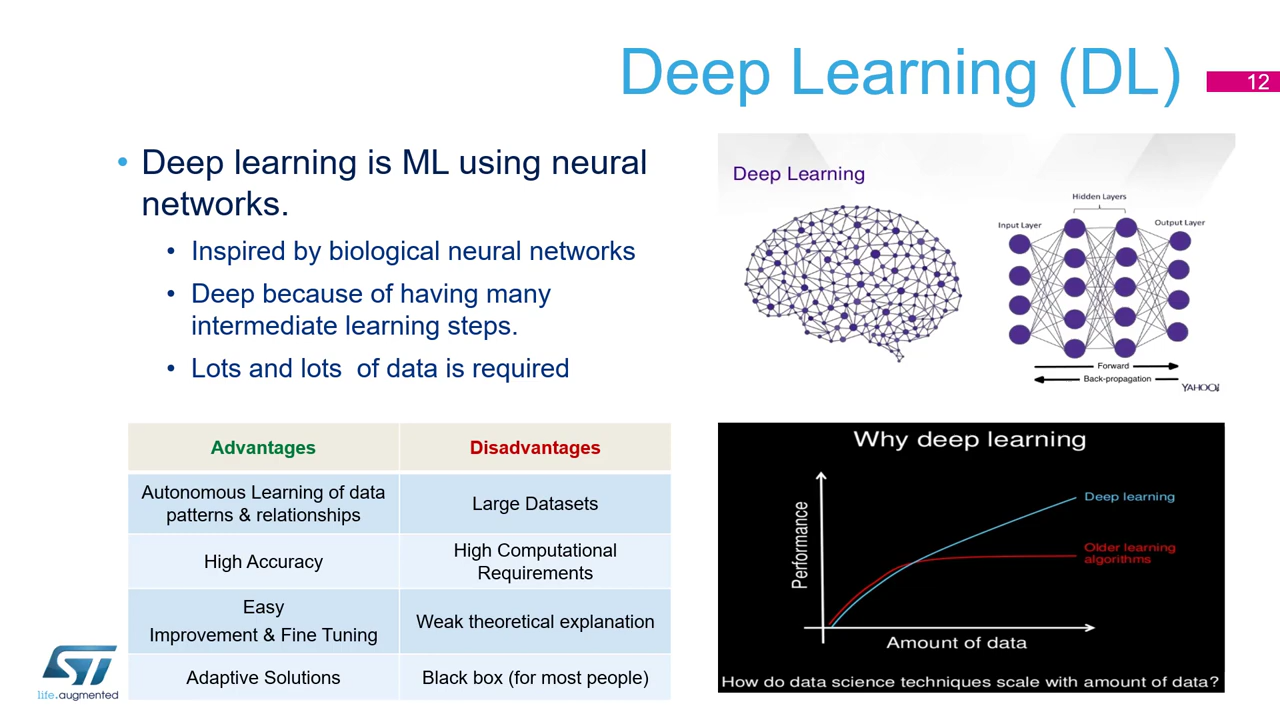 Deep Learning (DL)
12
• Deep learning is ML using neural
networks.
• Inspired by biological neural networks
• Deep because of having many
intermediate learning steps.
• Lots and lots of data is required
Deep Learning
Hidden Layers
Input Layer
Output Layer
Forward
Back-propagation
YAHOO!
Advantages
Disadvantages
Autonomous Learning of data
patterns & relationships
Large Datasets
High Accuracy
High Computational
Requirements
Easy
Improvement & Fine Tuning
Weak theoretical explanation
Adaptive Solutions
Black box (for most people)
Why deep learning
Performance
Deep learning
Older learning
algorithms
Amount of data
How do data science techniques scale with amount of data?
ST
life.augmented